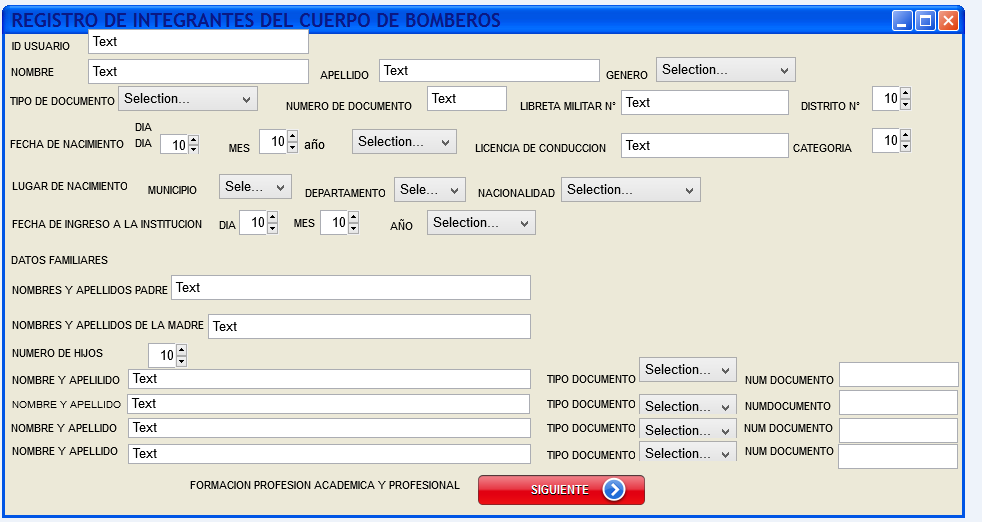 REGISTRO DE INTEGRANTES DEL CUERPO DE BOMBEROS
ID USUARIO Text
NOMBRE Text APELLIDO Text GENERO Selection...
TIPO DE DOCUMENTO Selection... NUMERO DE DOCUMENTO Text LIBRETA MILITAR N° Text DISTRITO N° 10
DIA
FECHA DE NACIMIENTO DIA 10 MES 10 año Selection... LICENCIA DE CONDUCCION Text CATEGORIA 10
LUGAR DE NACIMIENTO MUNICIPIO Sele... DEPARTAMENTO Sele... NACIONALIDAD Selection...
FECHA DE INGRESO A LA INSTITUCION DIA 10 MES 10 AÑO Selection...
DATOS FAMILIARES
NOMBRES Y APELLIDOS PADRE Text
NOMBRES Y APELLIDOS DE LA MADRE Text
NUMERO DE HIJOS 10
NOMBRE Y APELILIDO Text TIPO DOCUMENTO Selection... NUM DOCUMENTO
NOMBRE Y APELLIDO Text TIPO DOCUMENTO Selection... NUMDOCUMENTO
NOMBRE Y APELLIDO Text TIPO DOCUMENTO Selection... NUM DOCUMENTO
NOMBRE Y APELLIDO Text TIPO DOCUMENTO Selection... NUM DOCUMENTO
FORMACION PROFESION ACADEMICA Y PROFESIONAL SIGUIENTE